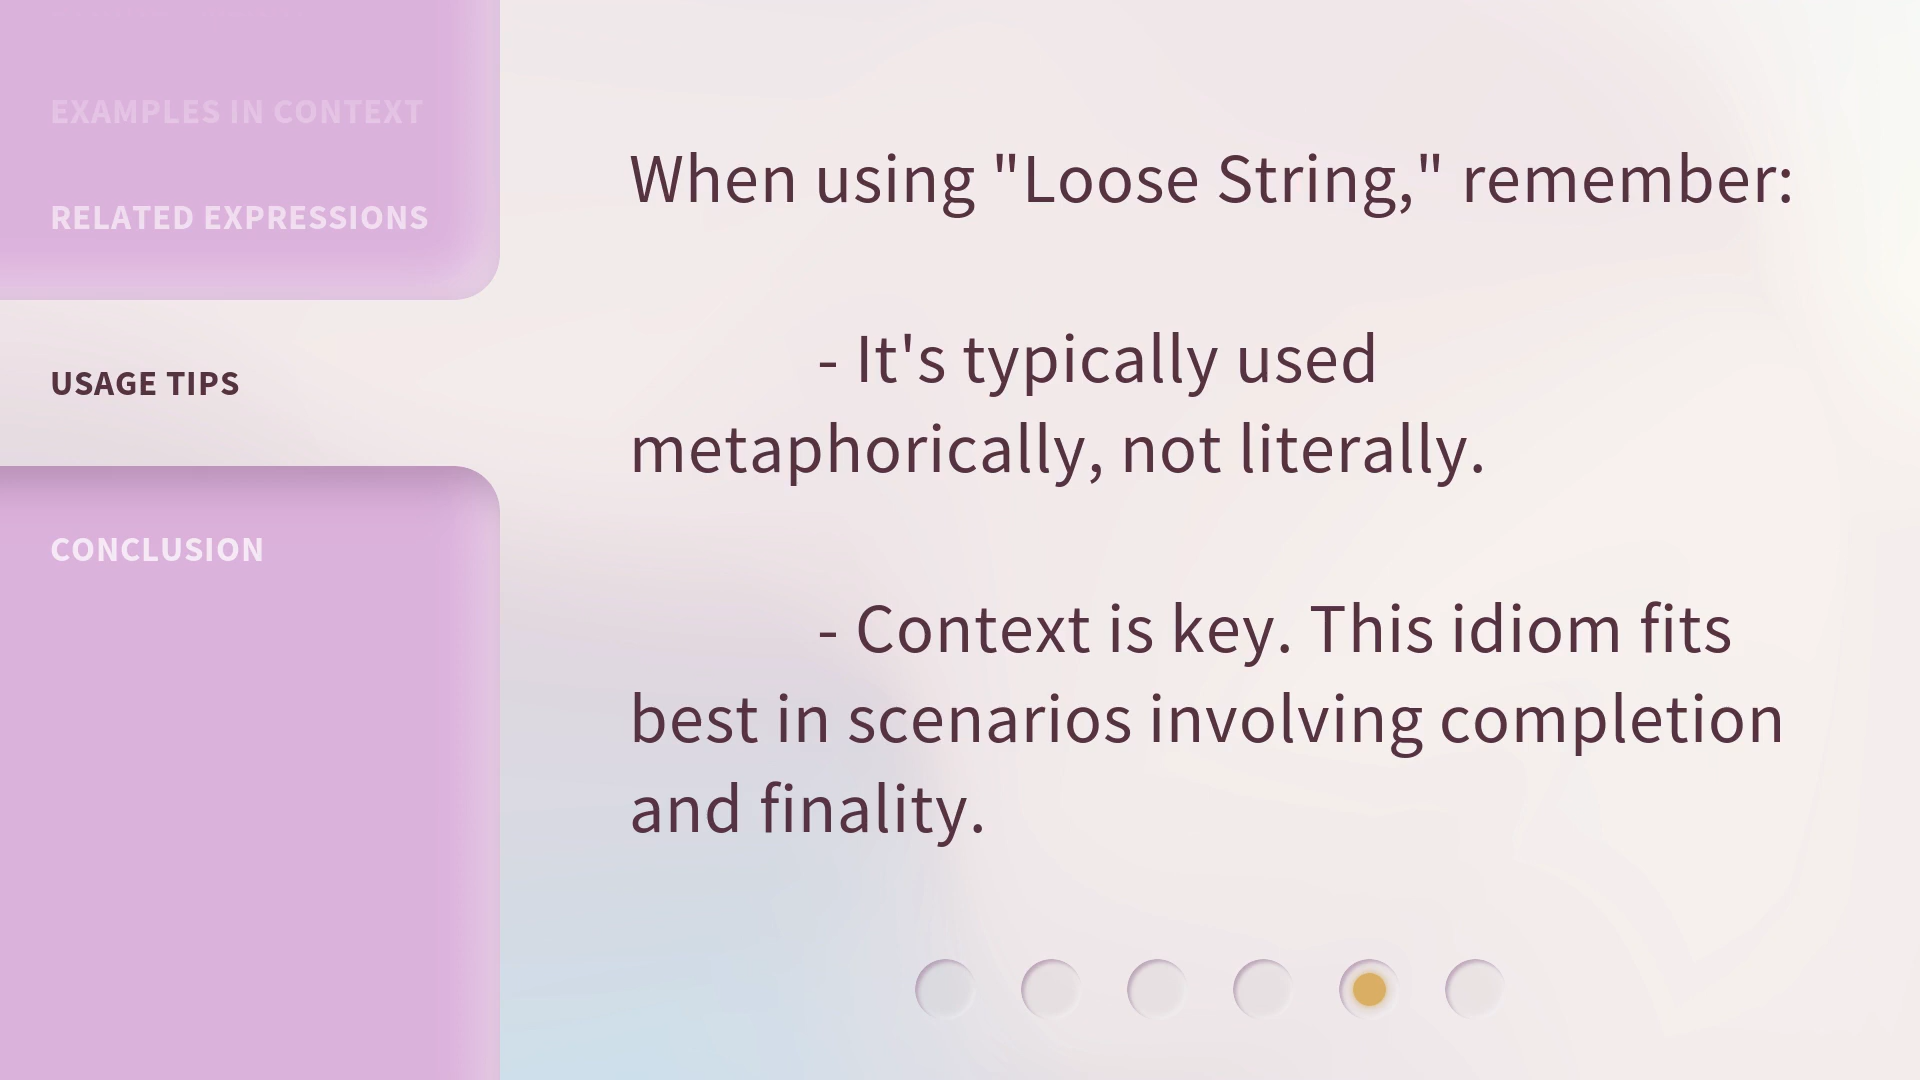 EXAMPLES IN CONTEXT
RELATED EXPRESSIONS
USAGE TIPS
CONCLUSION
When using "Loose String," remember:
- It's typically used
metaphorically, not literally.
- Context is key. This idiom fits
best in scenarios involving completion
and finality.